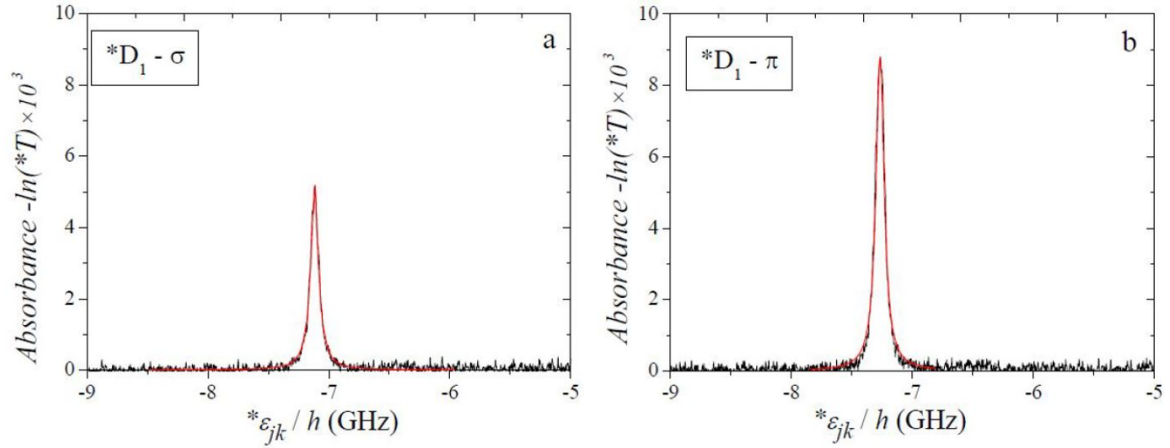 *D₁ - σ
a
Absorbance -ln(*T)×10³
10
8
6
4
2
0
-9
-8
-7
-6
-5
*εjk / h (GHz)
*D₁ - π
b
Absorbance -ln(*T)×10³
10
8
6
4
2
0
-9
-8
-7
-6
-5
*εjk / h (GHz)